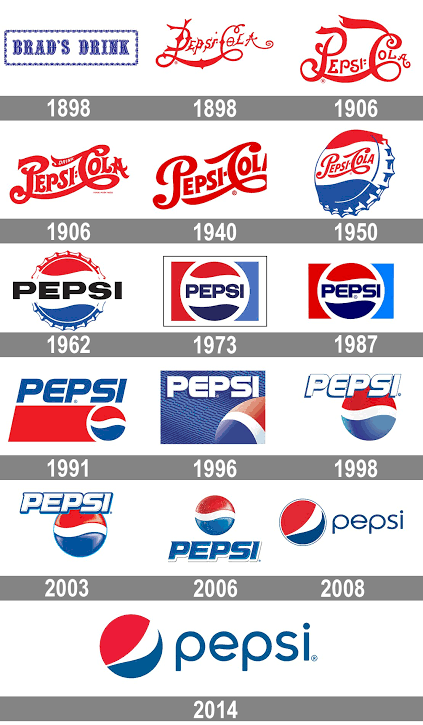 BRAD'S DRINK
PEPSI-COLA
PEPSI-COLA
1898
1898
1906
DRINK
PEPSI-COLA
PEPSI-COLA
PEPSI-COLA
1906
1940
1950
PEPSI
PEPSI
PEPSI
1962
1973
1987
PEPSI
PEPSI
PEPSI
1991
1996
1998
PEPSI
PEPSI
pepsi
2003
2006
2008
pepsi
2014